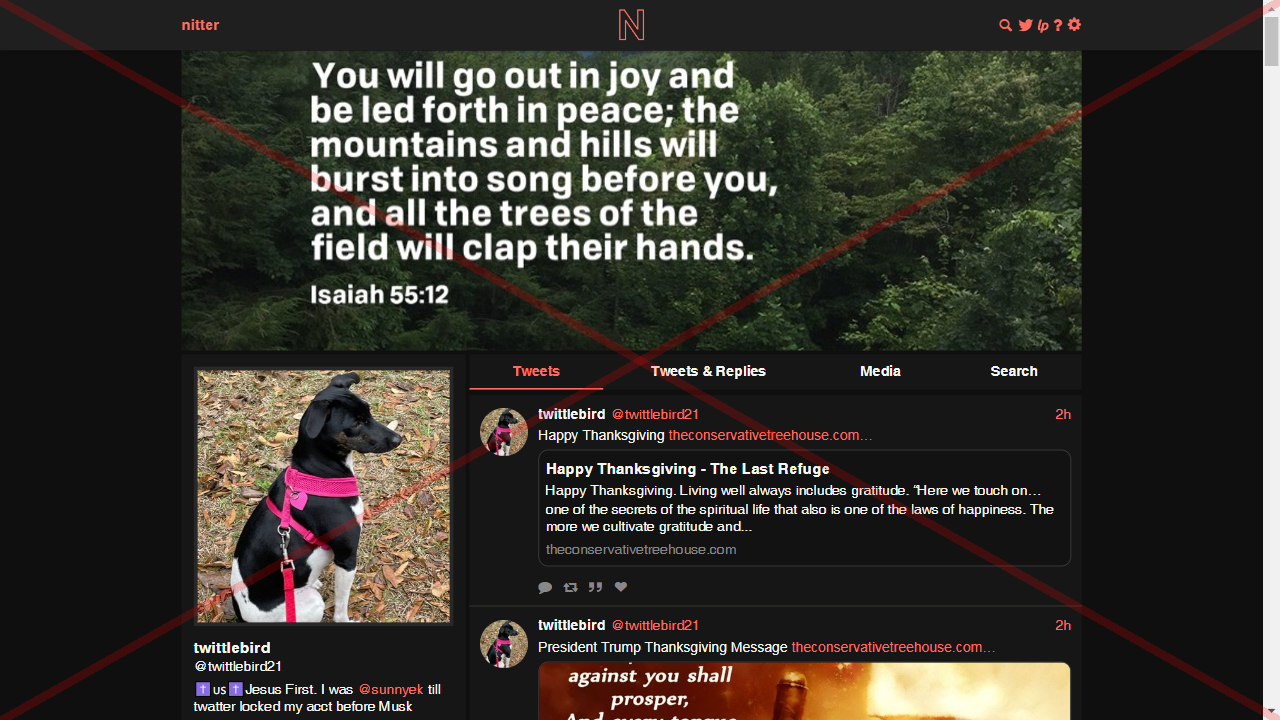 nitter
N
lp ?
You will go out in joy and
be led forth in peace; the
mountains and hills will
burst into song before you,
and all the trees of the
field will clap their hands.
Isaiah 55:12
twittlebird
@twittlebird21
✝️us✝️Jesus First. I was @sunnyek till
twatter locked my acct before Musk
Tweets
Tweets & Replies
Media
Search
twittlebird @twittlebird21 2h
Happy Thanksgiving theconservativetreehouse.com…
Happy Thanksgiving - The Last Refuge
Happy Thanksgiving. Living well always includes gratitude. “Here we touch on…
one of the secrets of the spiritual life that also is one of the laws of happiness. The
more we cultivate gratitude and...
theconservativetreehouse.com
twittlebird @twittlebird21 2h
President Trump Thanksgiving Message theconservativetreehouse.com…
against you shall
prosper,
And every tongue